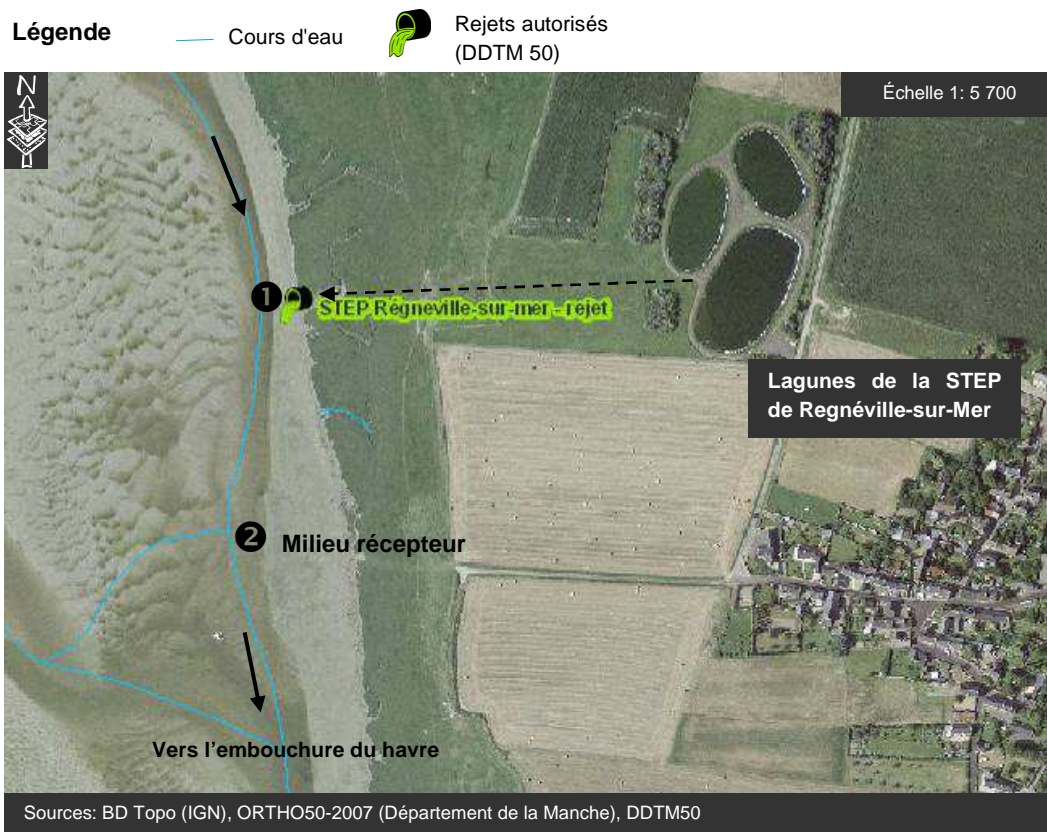 Légende
Cours d'eau
Rejets autorisés
(DDTM 50)
N
Échelle 1: 5 700
❶
STEP Régneville-sur-mer - rejet
Lagunes de la STEP
de Regnéville-sur-Mer
❷ Milieu récepteur
Vers l'embouchure du havre
Sources: BD Topo (IGN), ORTHO50-2007 (Département de la Manche), DDTM50